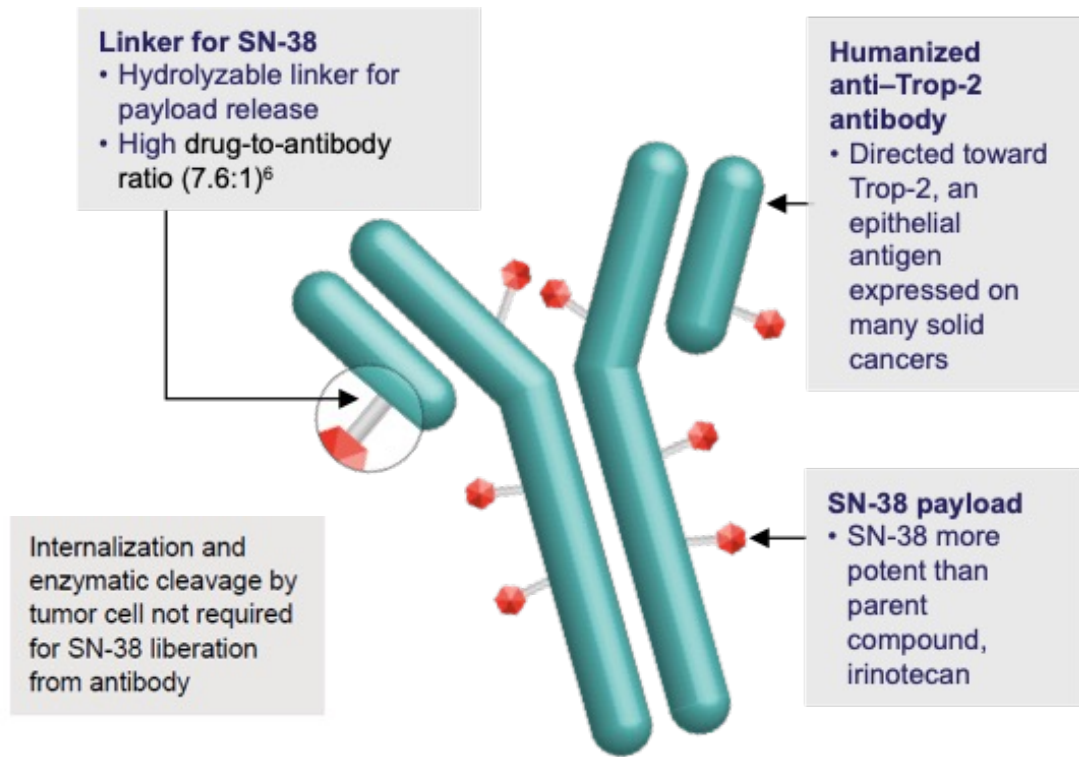 Linker for SN-38
• Hydrolyzable linker for
payload release
• High drug-to-antibody
ratio (7.6:1)⁶
Humanized
anti–Trop-2
antibody
• Directed toward
Trop-2, an
epithelial
antigen
expressed on
many solid
cancers
Internalization and
enzymatic cleavage by
tumor cell not required
for SN-38 liberation
from antibody
SN-38 payload
• SN-38 more
potent than
parent
compound,
irinotecan